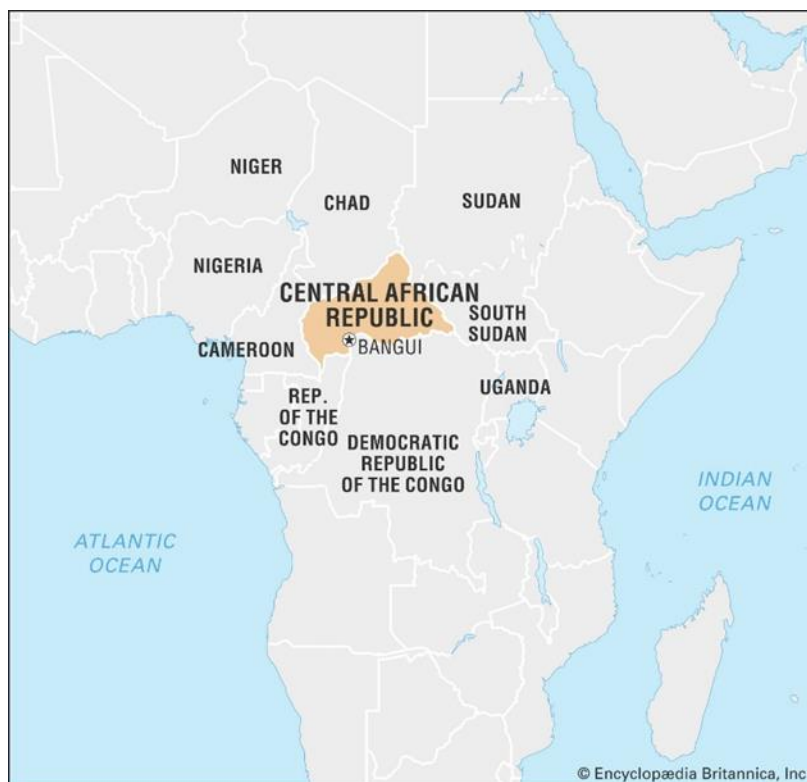 NIGER
CHAD
SUDAN
NIGERIA
CENTRAL AFRICAN
REPUBLIC
SOUTH
SUDAN
CAMEROON
BANGUI
UGANDA
REP.
OF THE
CONGO
DEMOCRATIC
REPUBLIC
OF THE CONGO
INDIAN
OCEAN
ATLANTIC
OCEAN
© Encyclopædia Britannica, Inc